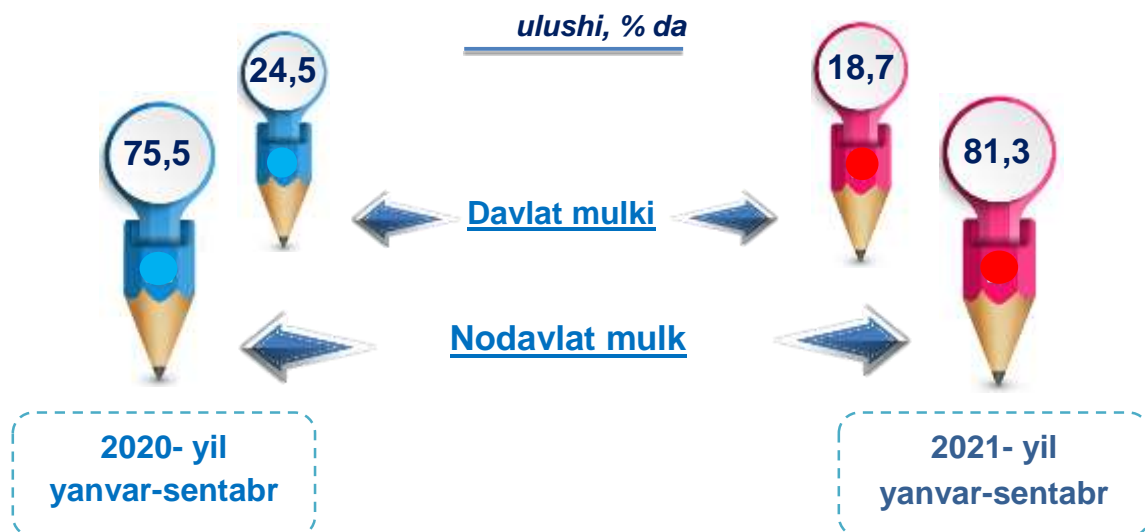 ulushi, % da
24,5
18,7
75,5
81,3
Davlat mulki
Nodavlat mulk
2020- yil
yanvar-sentabr
2021- yil
yanvar-sentabr